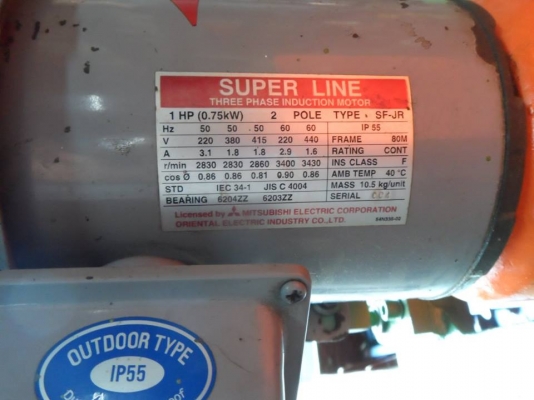 SUPER LINE
THREE PHASE INDUCTION MOTOR
1 HP (0.75kW) 2 POLE TYPE SF-JR
Hz 50 50 50 60 60 IP 55
V 220 380 415 220 440 FRAME 80M
A 3.1 1.8 1.8 2.9 1.6 RATING CONT
r/min 2830 2830 2860 3400 3430 INS CLASS F
cos Ø 0.86 0.86 0.81 0.90 0.86 AMB TEMP 40 °C
STD IEC 34-1 JIS C 4004 MASS 10.5 kg/unit
BEARING 6204ZZ 6203ZZ SERIAL
Licensed by MITSUBISHI ELECTRIC CORPORATION
ORIENTAL ELECTRIC INDUSTRY CO.,LTD.
OUTDOOR TYPE
IP55